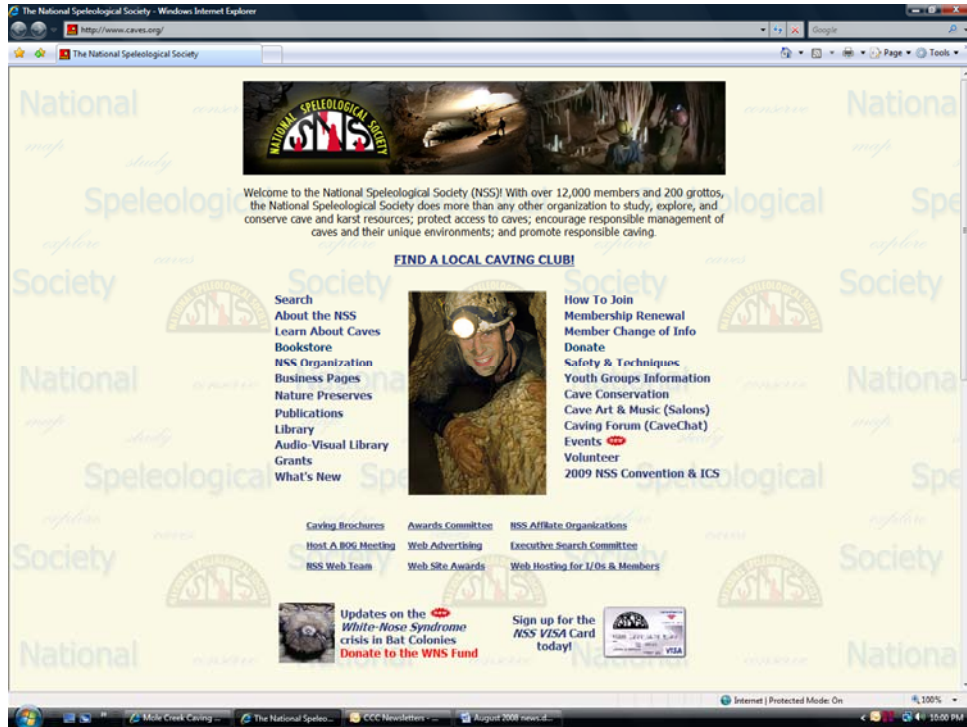 The National Speleological Society - Windows Internet Explorer
http://www.caves.org/
Google
The National Speleological Society
Page
Tools
NATIONAL SPELEOLOGICAL SOCIETY
NSS
Welcome to the National Speleological Society (NSS)! With over 12,000 members and 200 grottos,
the National Speleological Society does more than any other organization to study, explore, and
conserve cave and karst resources; protect access to caves; encourage responsible management of
caves and their unique environments; and promote responsible caving.
FIND A LOCAL CAVING CLUB!
Search
About the NSS
Learn About Caves
Bookstore
NSS Organization
Business Pages
Nature Preserves
Publications
Library
Audio-Visual Library
Grants
What's New
How To Join
Membership Renewal
Member Change of Info
Donate
Safety & Techniques
Youth Groups Information
Cave Conservation
Cave Art & Music (Salons)
Caving Forum (CaveChat)
Events new
Volunteer
2009 NSS Convention & ICS
Caving Brochures Awards Committee NSS Affilate Organizations
Host A BOG Meeting Web Advertising Executive Search Committee
NSS Web Team Web Site Awards Web Hosting for I/Os & Members
Updates on the new
White-Nose Syndrome
crisis in Bat Colonies
Donate to the WNS Fund
Sign up for the
NSS VISA Card
today!
VISA
National conserve
map study
Speleological
explore caves
Society
Internet | Protected Mode: On
100%
Mole Creek Caving ...
The National Speleo...
CCC Newsletters - ...
August 2008 news.d...
10:00 PM